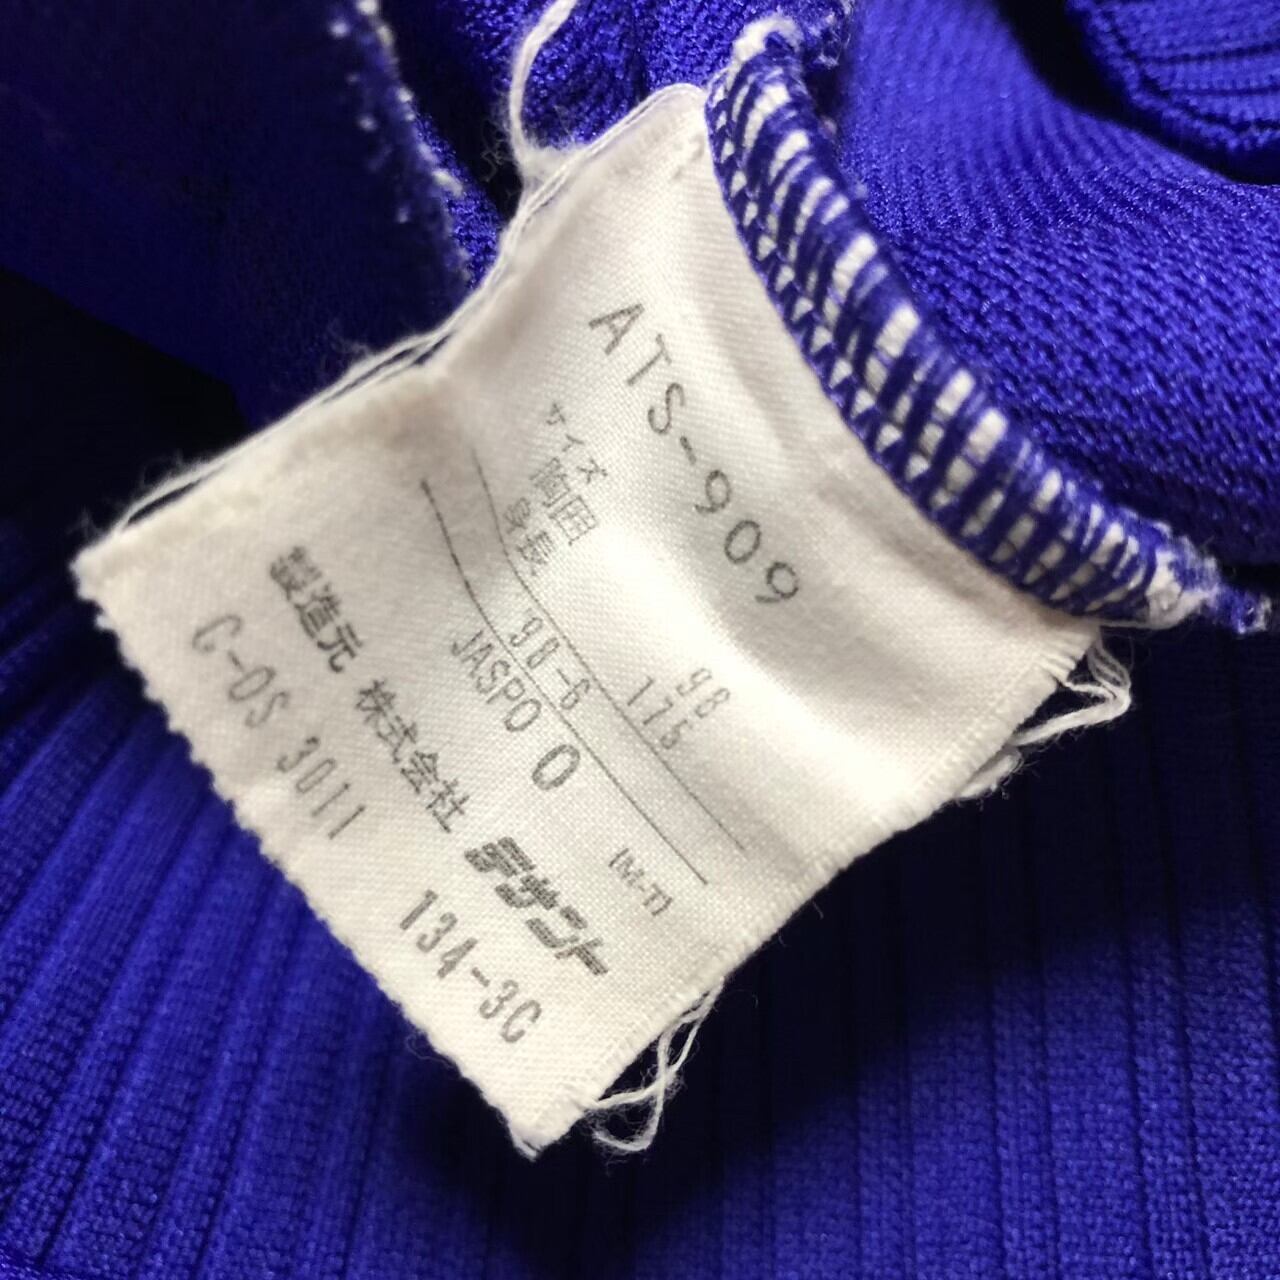 ATS-909
サイズ
胸囲 98
身長 175
98-6
JASPO O (M-T)
製造元 株式会社 デサント
C-OS 3011 134-3C